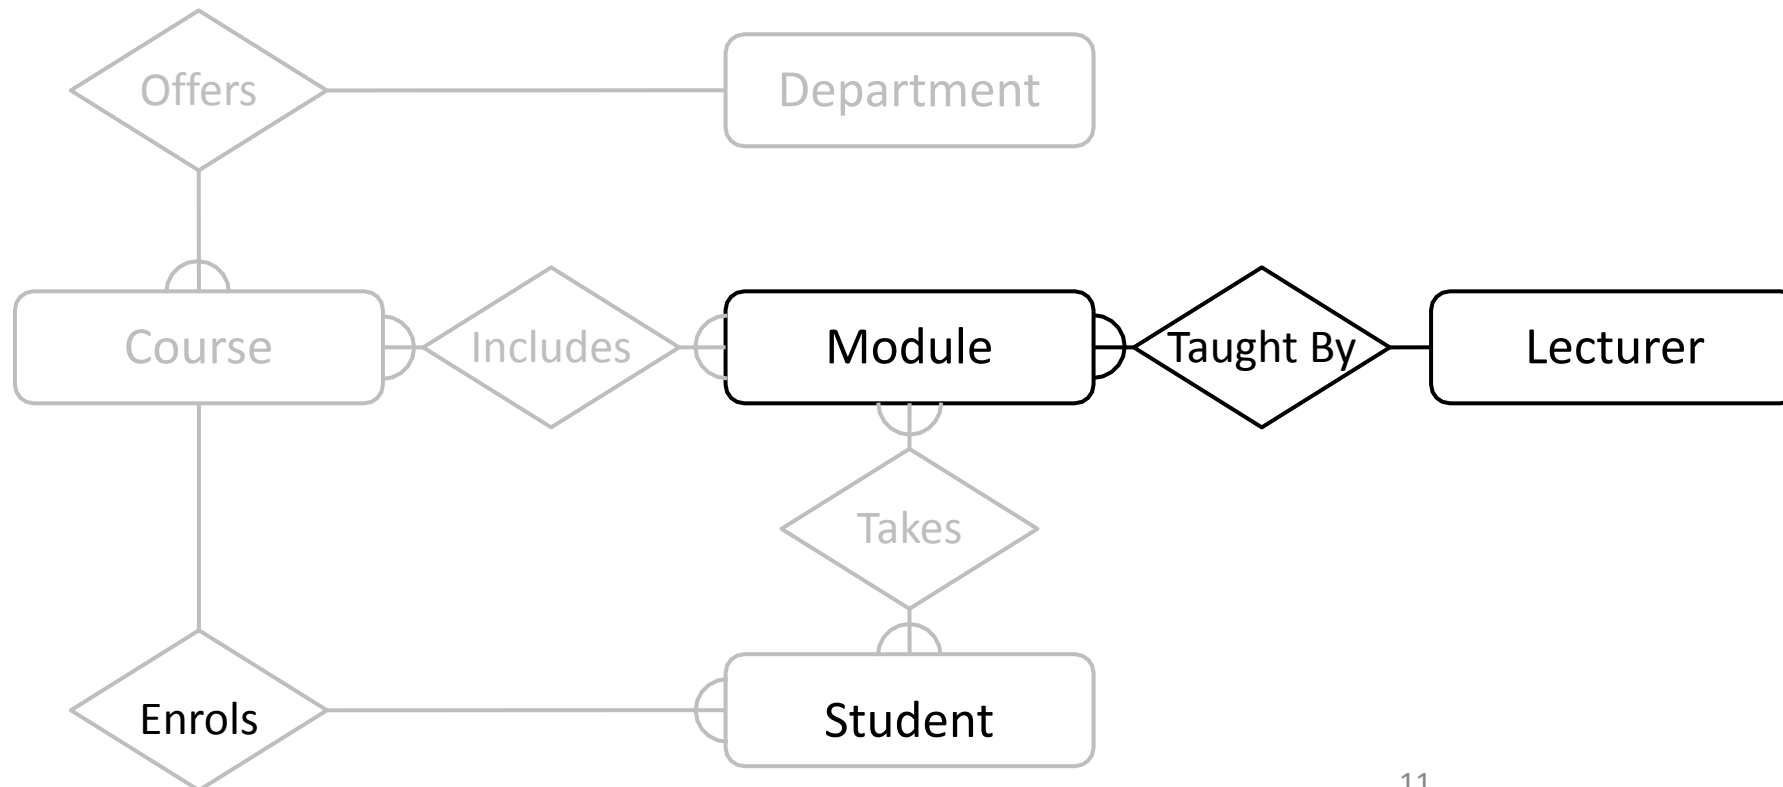 Offers
Department
Course
Includes
Module
Taught By
Lecturer
Takes
Enrols
Student
11